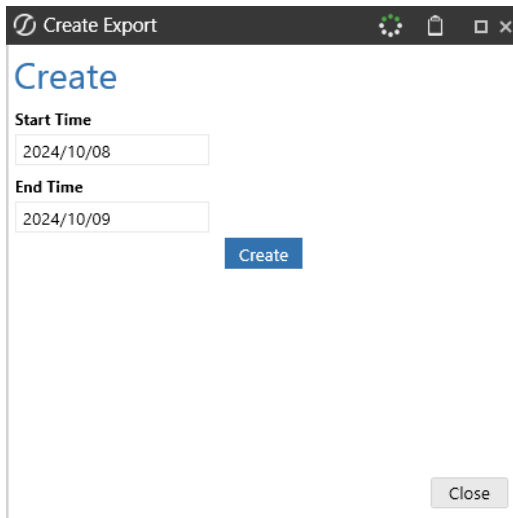 Create Export
Create
Start Time
2024/10/08
End Time
2024/10/09
Create
Close